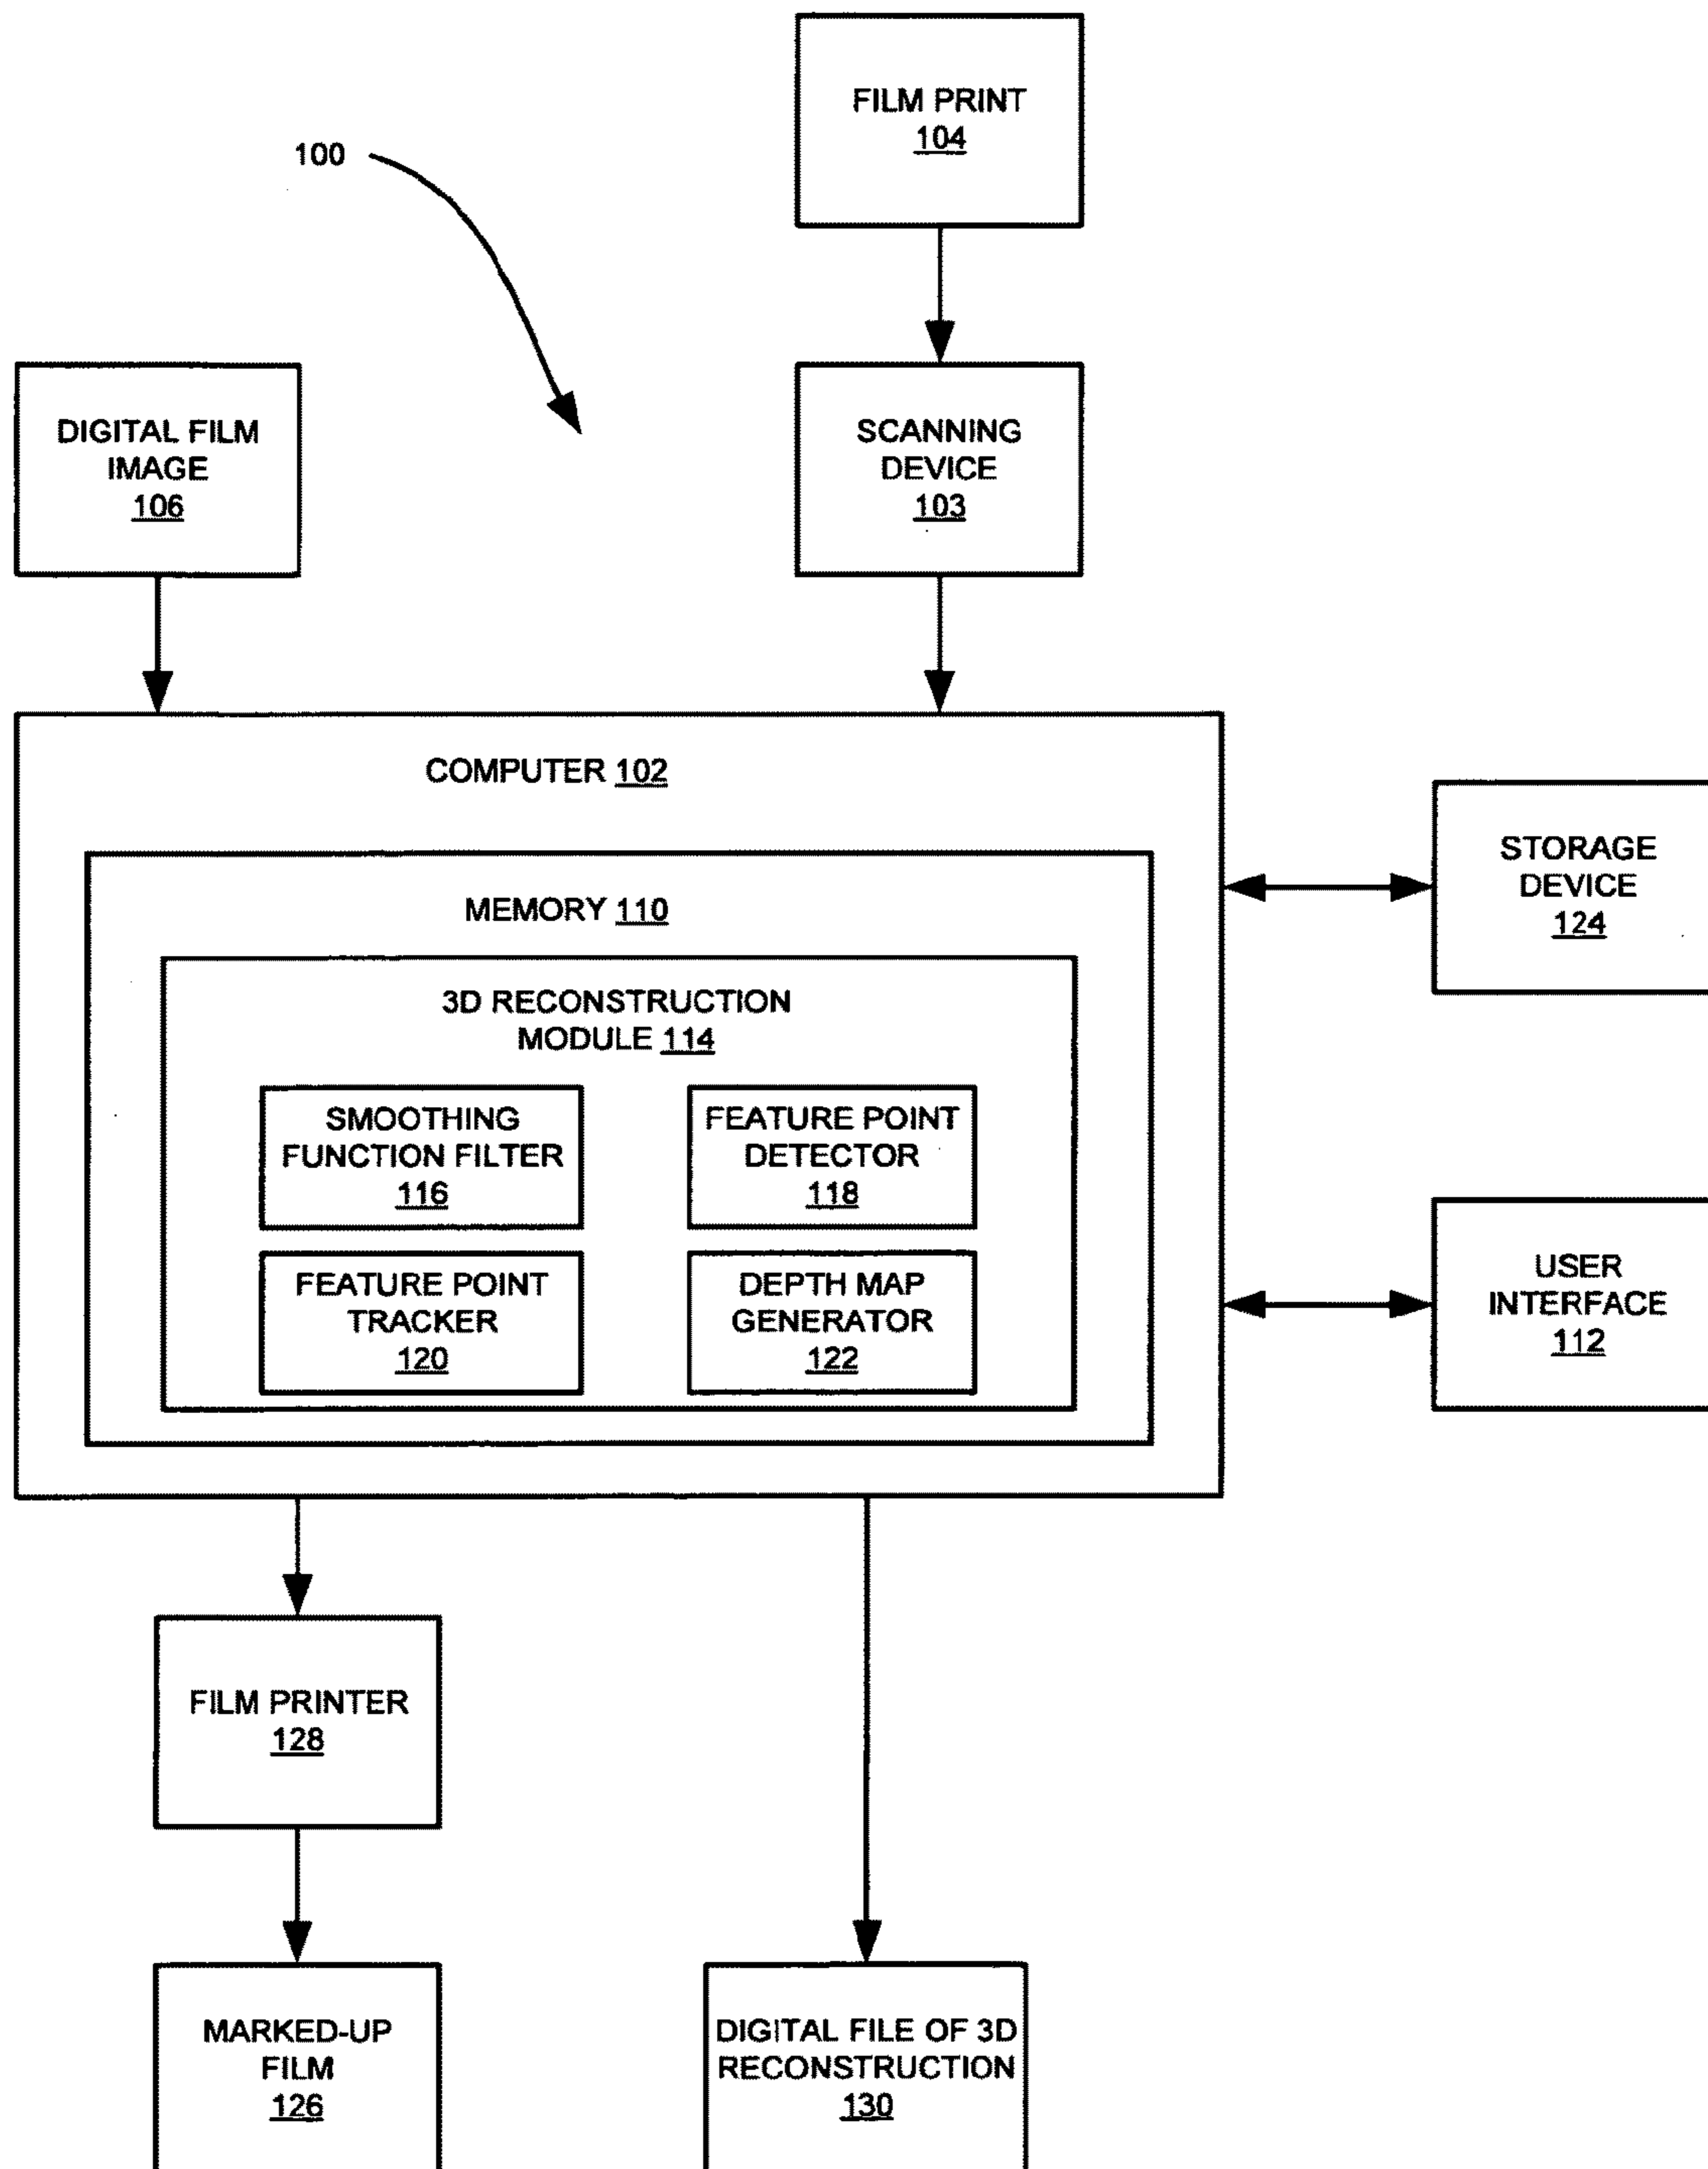 FILM PRINT
104
100
DIGITAL FILM
IMAGE
106
SCANNING
DEVICE
103
COMPUTER 102
MEMORY 110
3D RECONSTRUCTION
MODULE 114
SMOOTHING
FUNCTION FILTER
116
FEATURE POINT
DETECTOR
118
FEATURE POINT
TRACKER
120
DEPTH MAP
GENERATOR
122
STORAGE
DEVICE
124
USER
INTERFACE
112
FILM PRINTER
128
MARKED-UP
FILM
126
DIGITAL FILE OF 3D
RECONSTRUCTION
130